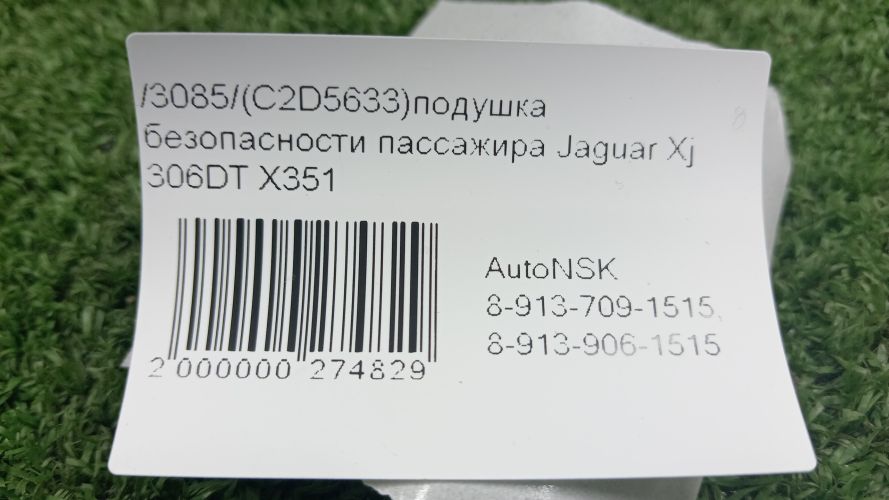 /3085/(C2D5633)подушка
безопасности пассажира Jaguar Xj
306DT X351
AutoNSK
8-913-709-1515,
8-913-906-1515
2 000000 274829